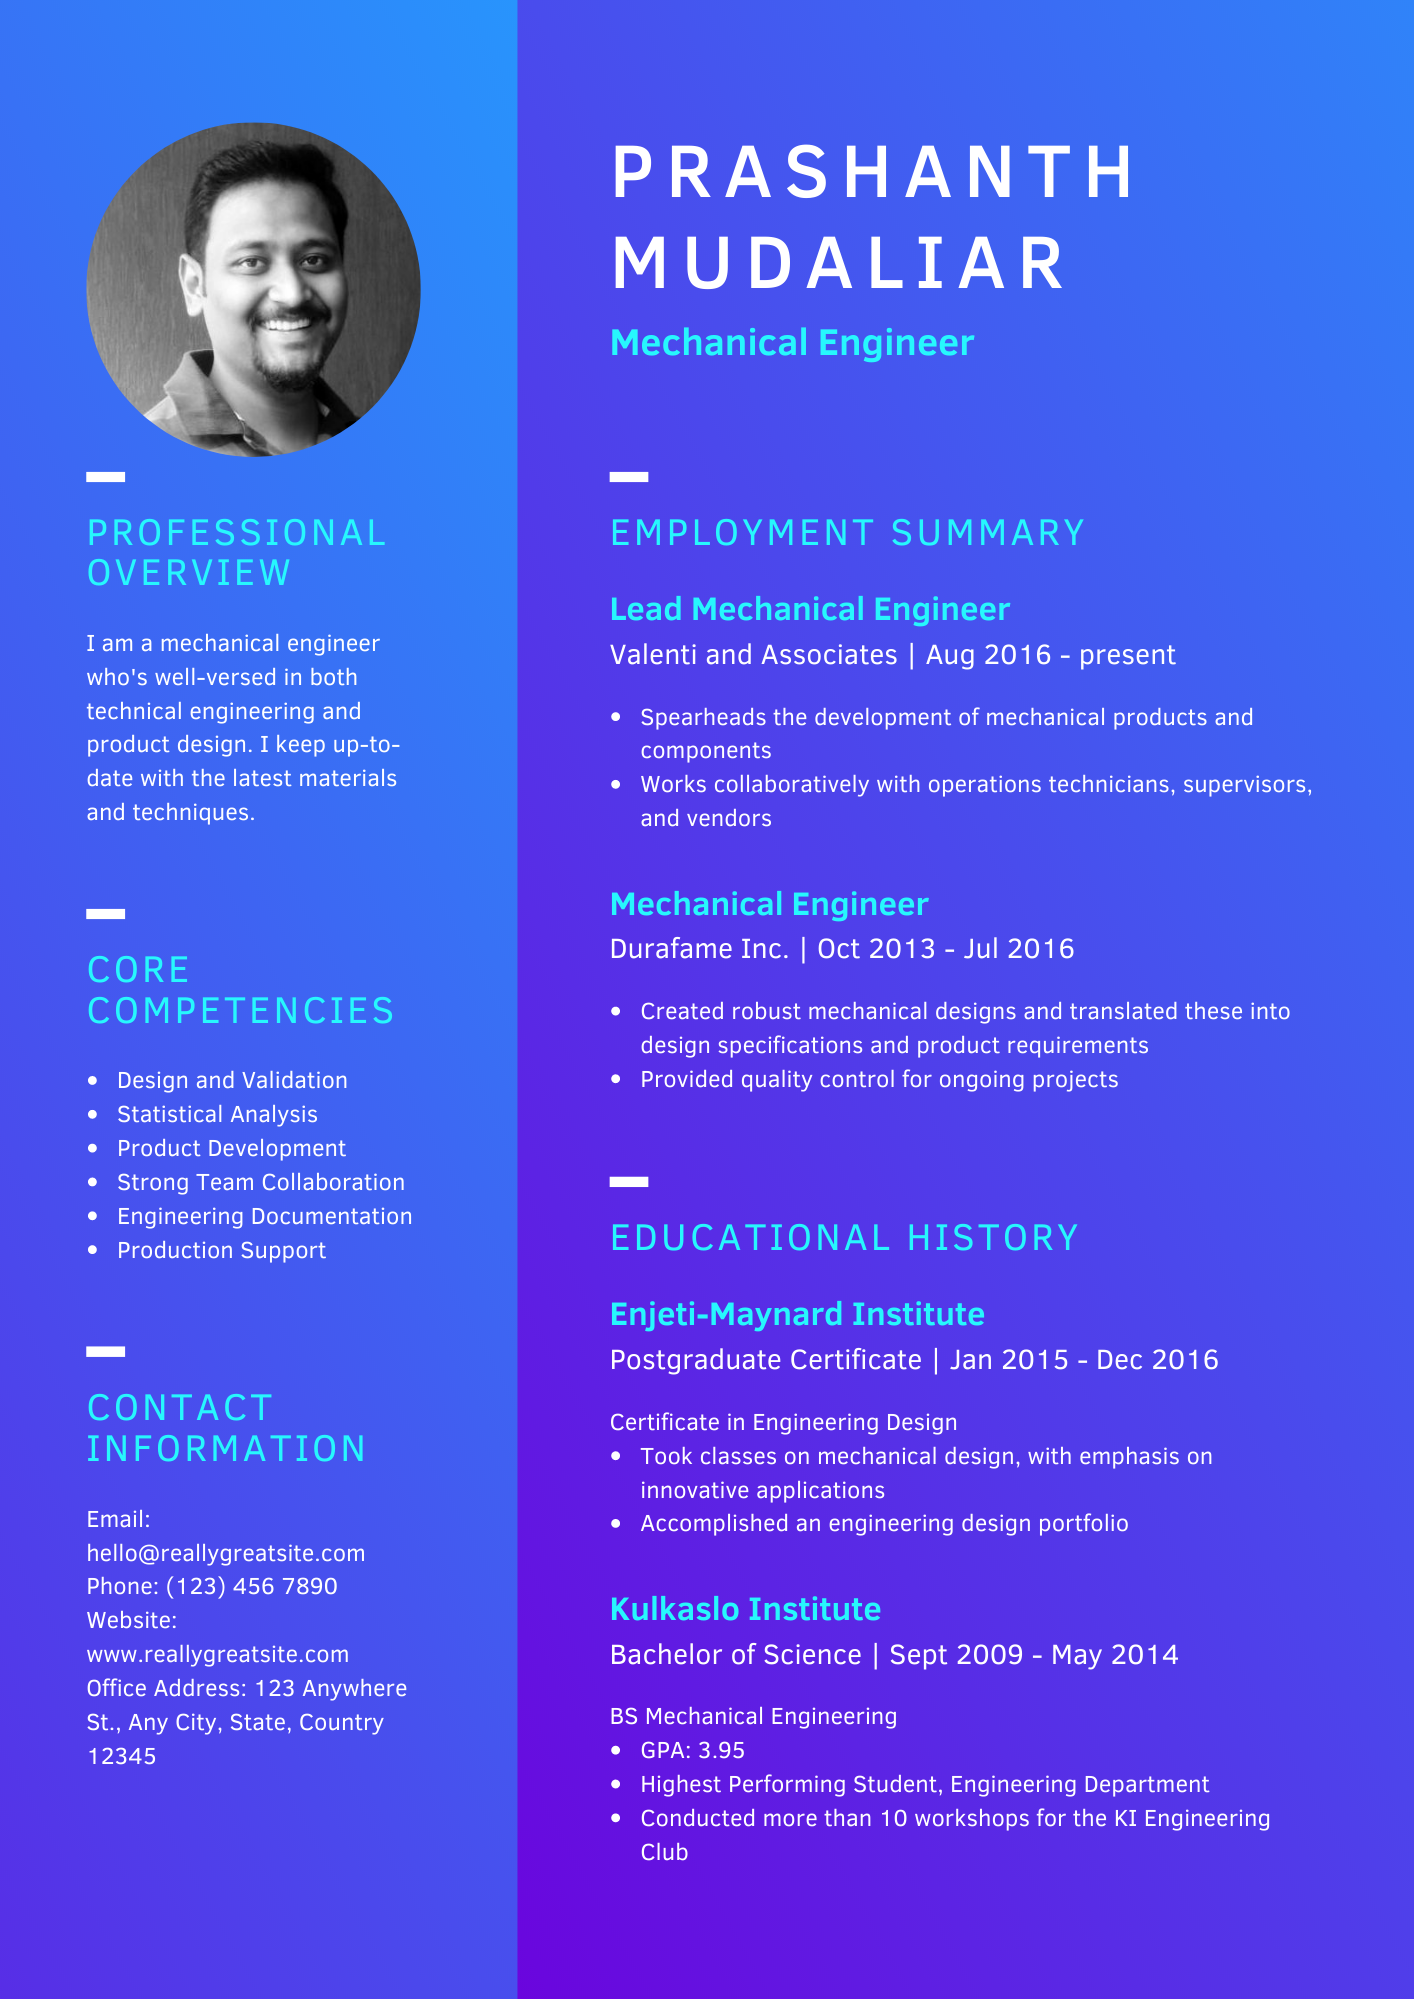 PRASHANTH
MUDALIAR
Mechanical Engineer
PROFESSIONAL
OVERVIEW
I am a mechanical engineer
who's well-versed in both
technical engineering and
product design. I keep up-to-
date with the latest materials
and techniques.
CORE
COMPETENCIES
• Design and Validation
• Statistical Analysis
• Product Development
• Strong Team Collaboration
• Engineering Documentation
• Production Support
CONTACT
INFORMATION
Email:
hello@reallygreatsite.com
Phone: (123) 456 7890
Website:
www.reallygreatsite.com
Office Address: 123 Anywhere
St., Any City, State, Country
12345
EMPLOYMENT SUMMARY
Lead Mechanical Engineer
Valenti and Associates | Aug 2016 - present
• Spearheads the development of mechanical products and
components
• Works collaboratively with operations technicians, supervisors,
and vendors
Mechanical Engineer
Durafame Inc. | Oct 2013 - Jul 2016
• Created robust mechanical designs and translated these into
design specifications and product requirements
• Provided quality control for ongoing projects
EDUCATIONAL HISTORY
Enjeti-Maynard Institute
Postgraduate Certificate | Jan 2015 - Dec 2016
Certificate in Engineering Design
• Took classes on mechanical design, with emphasis on
innovative applications
• Accomplished an engineering design portfolio
Kulkaslo Institute
Bachelor of Science | Sept 2009 - May 2014
BS Mechanical Engineering
• GPA: 3.95
• Highest Performing Student, Engineering Department
• Conducted more than 10 workshops for the KI Engineering
Club